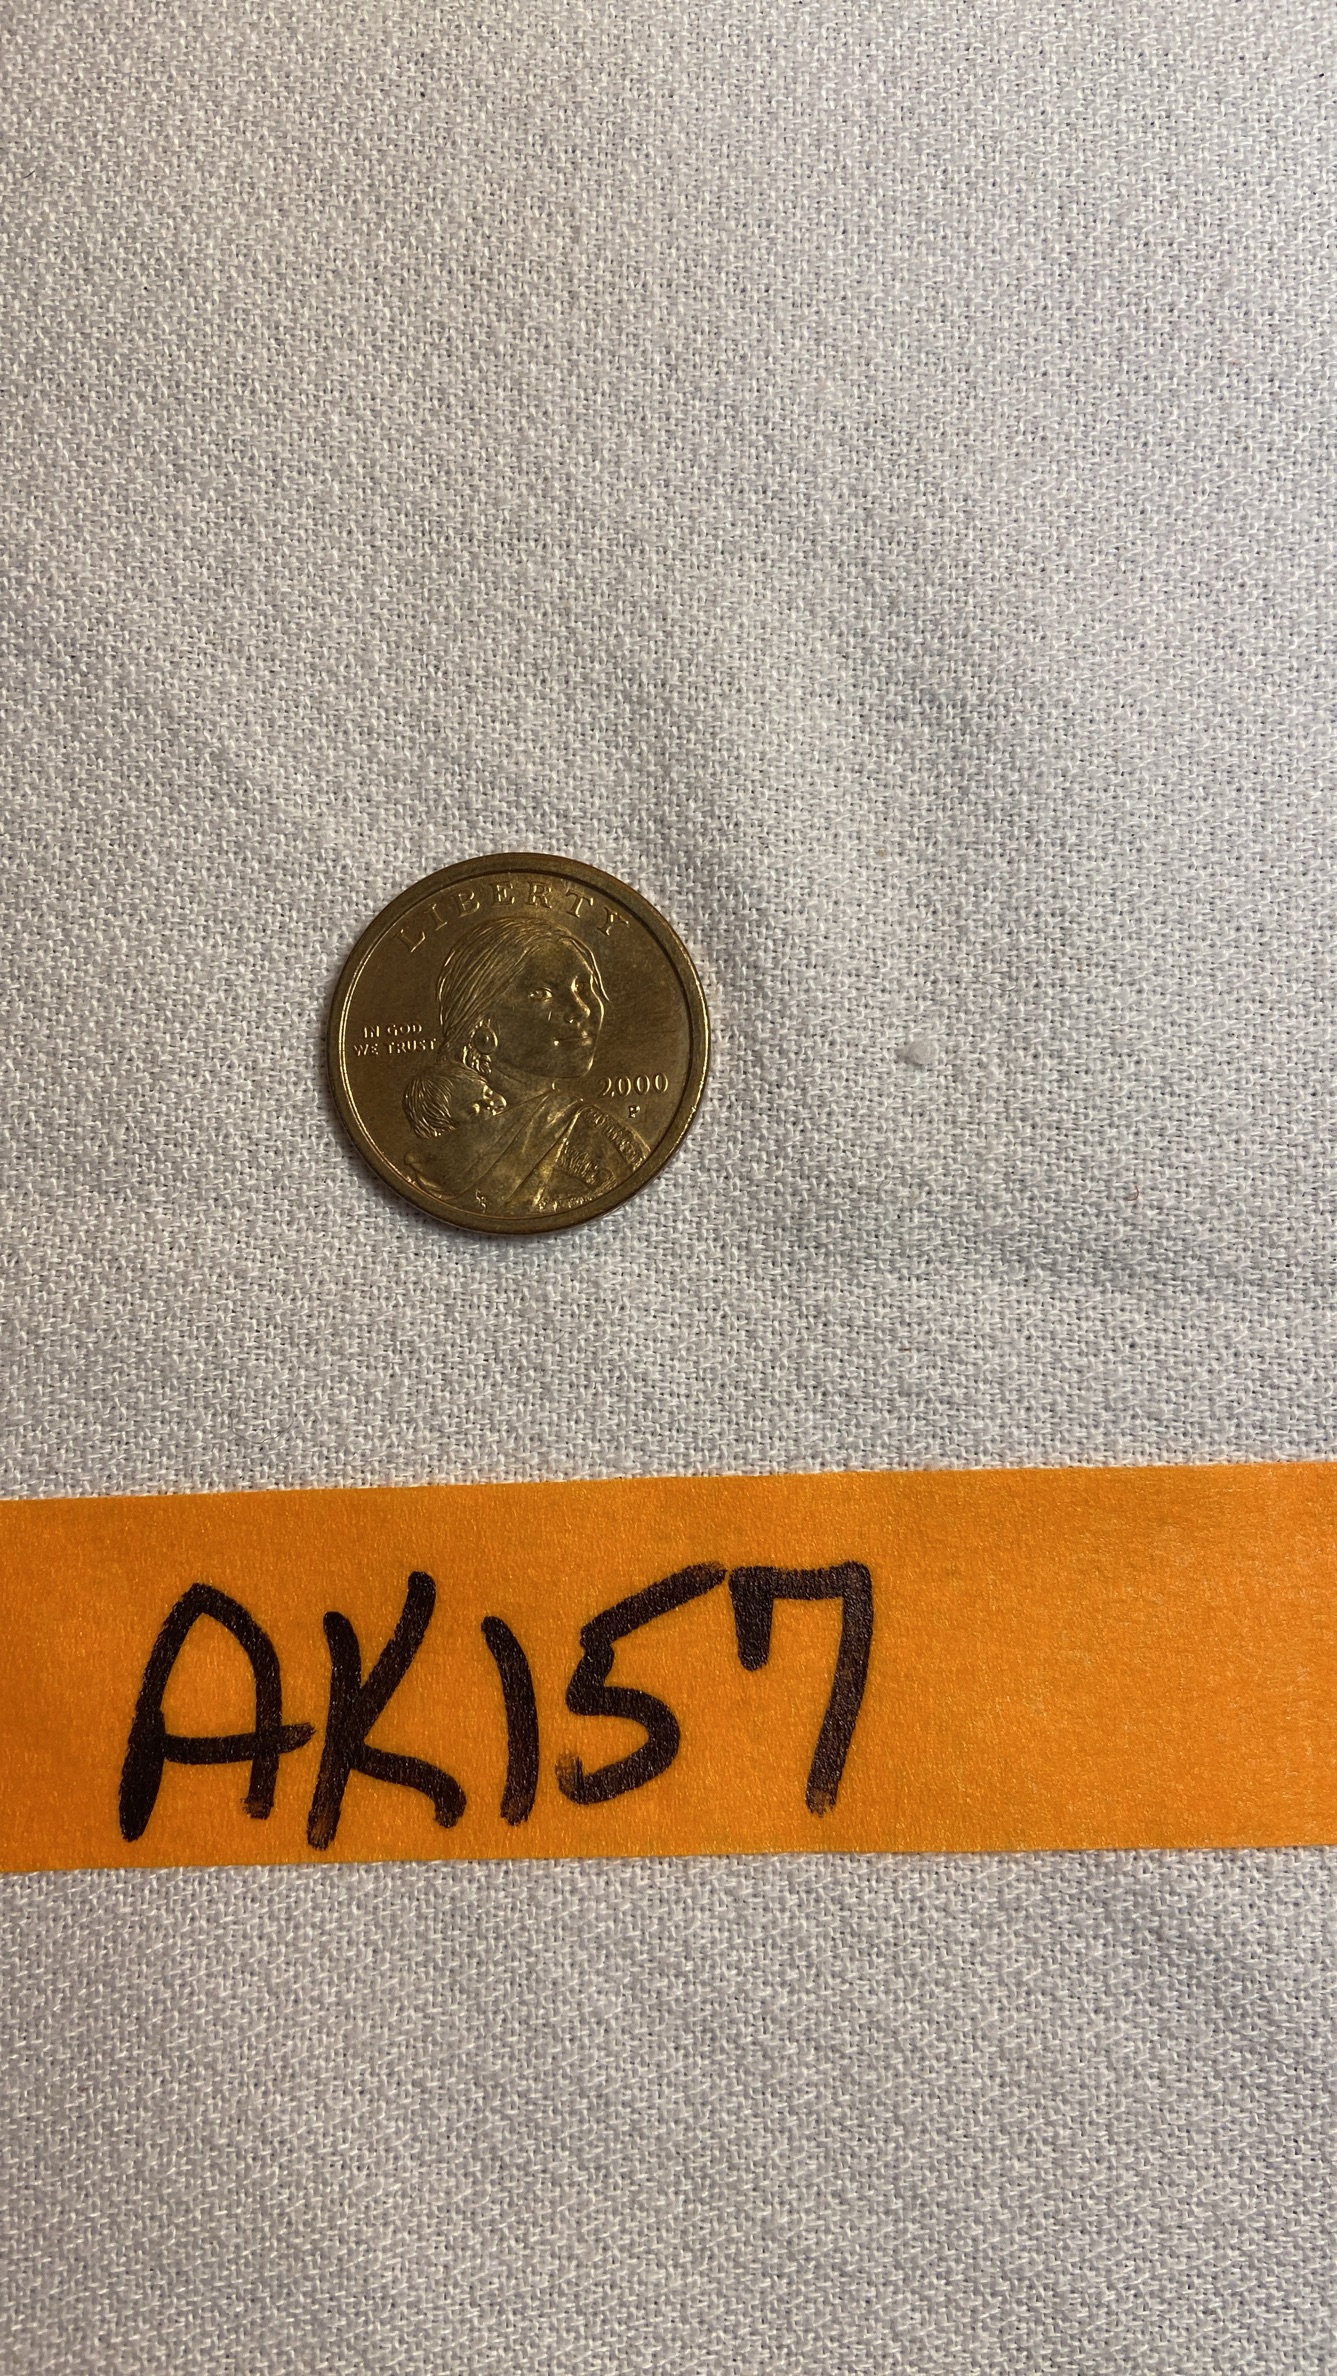 LIBERTY
IN GOD
WE TRUST
2000
P
AK157